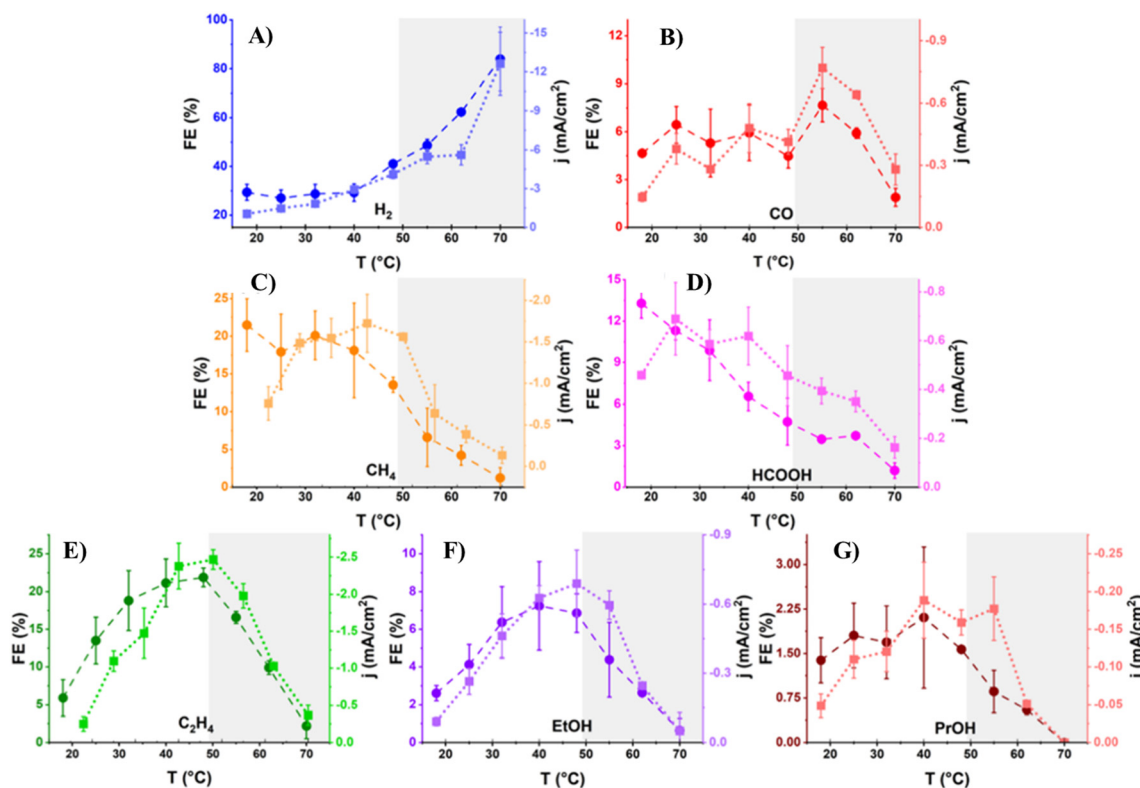 A)
FE (%)
100
80
60
40
20
-15
-12
-9
-6
-3
0
j (mA/cm²)
H₂
20 30 40 50 60 70
T (°C)
B)
FE (%)
12
9
6
3
0
-0.9
-0.6
-0.3
0.0
j (mA/cm²)
CO
20 30 40 50 60 70
T (°C)
C)
FE (%)
25
20
15
10
5
0
-2.0
-1.5
-1.0
-0.5
0.0
j (mA/cm²)
CH₄
20 30 40 50 60 70
T (°C)
D)
FE (%)
15
12
9
6
3
0
-0.8
-0.6
-0.4
-0.2
0.0
j (mA/cm²)
HCOOH
20 30 40 50 60 70
T (°C)
E)
FE (%)
25
20
15
10
5
0
-2.5
-2.0
-1.5
-1.0
-0.5
0.0
j (mA/cm²)
C₂H₄
20 30 40 50 60 70
T (°C)
F)
FE (%)
10
8
6
4
2
0
-0.9
-0.6
-0.3
0.0
j (mA/cm²)
EtOH
20 30 40 50 60 70
T (°C)
G)
FE (%)
3.00
2.25
1.50
0.75
0.00
-0.25
-0.20
-0.15
-0.10
-0.05
0.00
j (mA/cm²)
PrOH
20 30 40 50 60 70
T (°C)